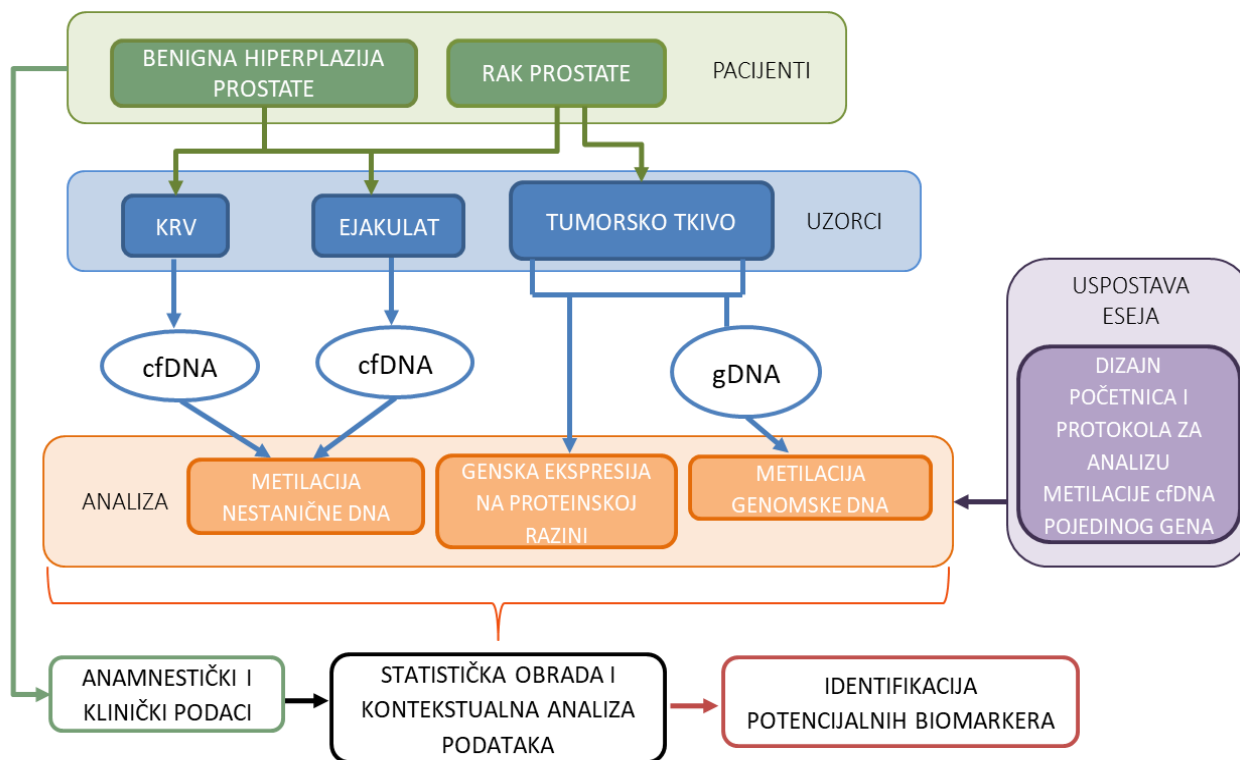 BENIGNA HIPERPLAZIJA
PROSTATE
RAK PROSTATE
PACIJENTI
KRV
EJAKULAT
TUMORSKO TKIVO
UZORCI
cfDNA
cfDNA
gDNA
USPOSTAVA
ESEJA
DIZAJN
POČETNICA I
PROTOKOLA ZA
ANALIZU
METILACIJE cfDNA
POJEDINOG GENA
ANALIZA
METILACIJA
NESTANIČNE DNA
GENSKA EKSPRESIJA
NA PROTEINSKOJ
RAZINI
METILACIJA
GENOMSKE DNA
ANAMNESTIČKI I
KLINIČKI PODACI
STATISTIČKA OBRADA I
KONTEKSTUALNA ANALIZA
PODATAKA
IDENTIFIKACIJA
POTENCIJALNIH BIOMARKERA